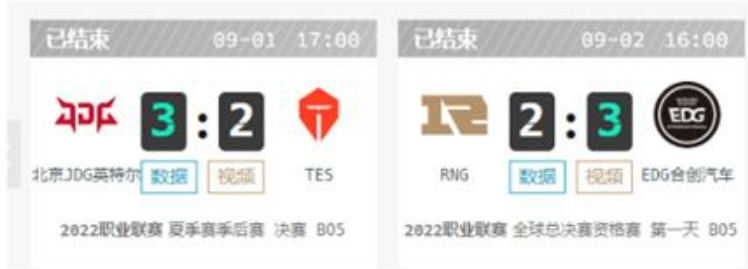 已结束 09-01 17:00
JDG 3 : 2
北京JDG英特尔 数据 视频 TES
2022职业联赛 夏季赛季后赛 决赛 BO5
已结束 09-02 16:00
2 : 3 EDG
RNG 数据 视频 EDG合创汽车
2022职业联赛 全球总决赛资格赛 第一天 BO5